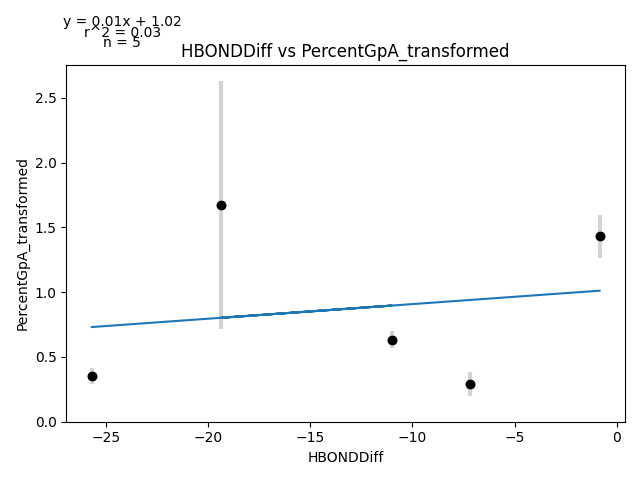 y = 0.01x + 1.02
r^2 = 0.03
n = 5
HBONDDiff vs PercentGpA_transformed
PercentGpA_transformed
2.5
2.0
1.5
1.0
0.5
0.0
−25
−20
−15
−10
−5
0
HBONDDiff